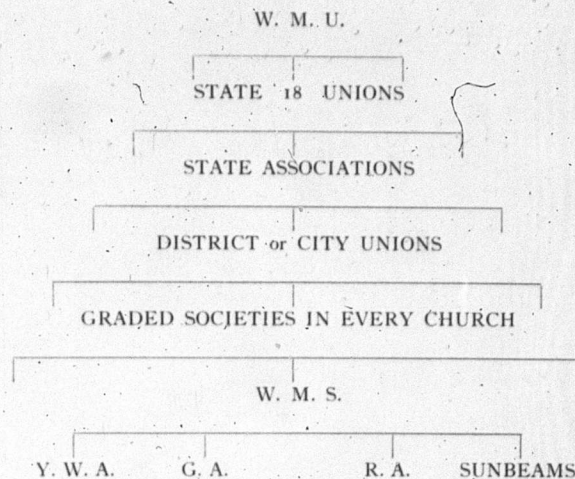 W. M. U.
STATE 18 UNIONS
STATE ASSOCIATIONS
DISTRICT or CITY UNIONS
GRADED SOCIETIES IN EVERY CHURCH
W. M. S.
Y. W. A. G. A. R. A. SUNBEAMS